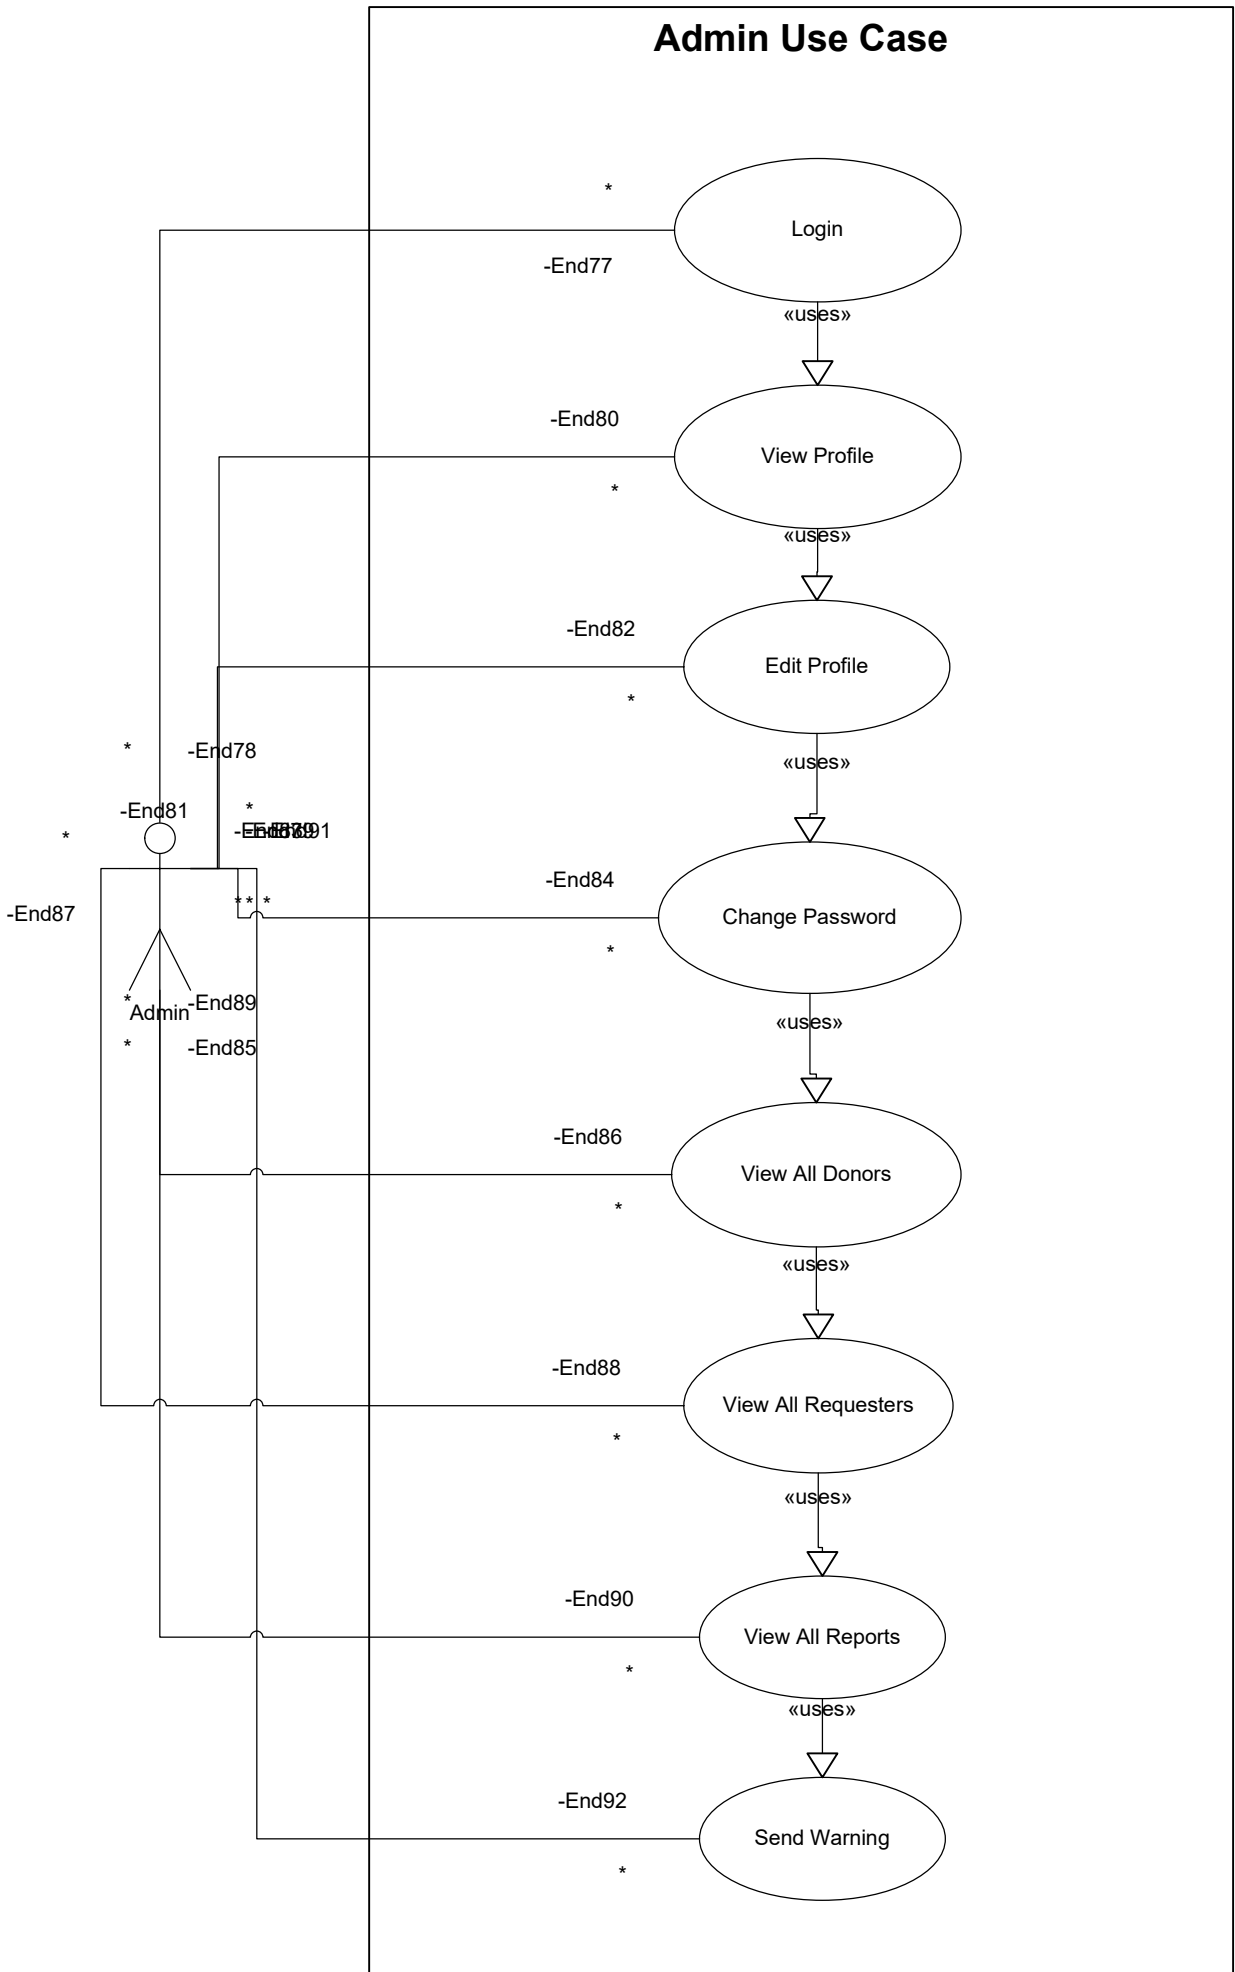 Admin Use Case
*
Login
-End77
«uses»
-End80
View Profile
*
«uses»
-End82
Edit Profile
*
*
-End78
«uses»
-End81
*
*
-End87
* * *
-End84
Change Password
*
*
-End89
Admin
«uses»
*
-End85
-End86
View All Donors
*
«uses»
-End88
View All Requesters
*
«uses»
-End90
View All Reports
*
«uses»
-End92
Send Warning
*